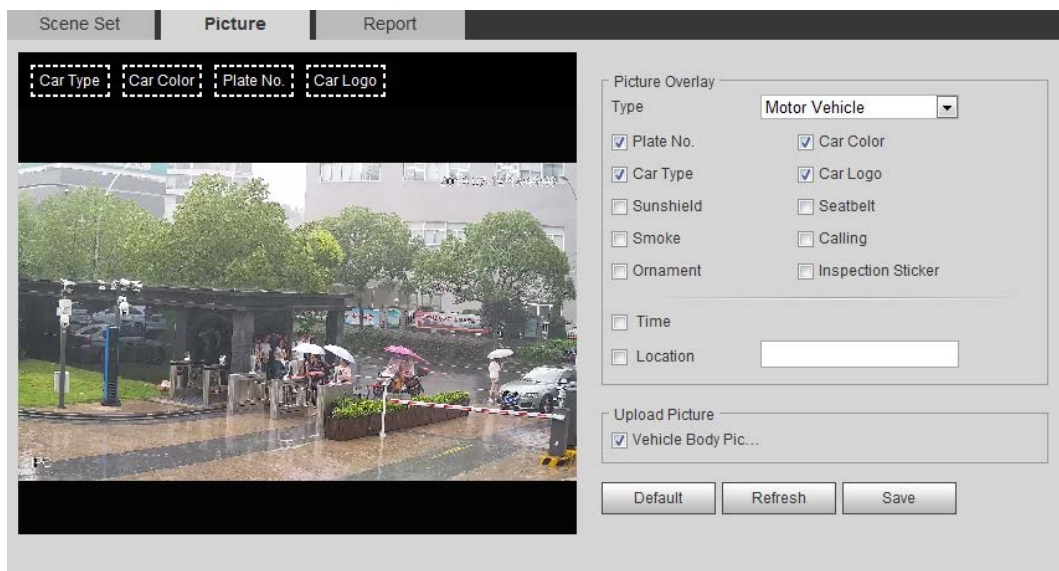 Scene Set Picture Report
Car Type Car Color Plate No. Car Logo
Picture Overlay
Type Motor Vehicle
Plate No. Car Color
Car Type Car Logo
Sunshield Seatbelt
Smoke Calling
Ornament Inspection Sticker
Time
Location
Upload Picture
Vehicle Body Pic...
Default Refresh Save